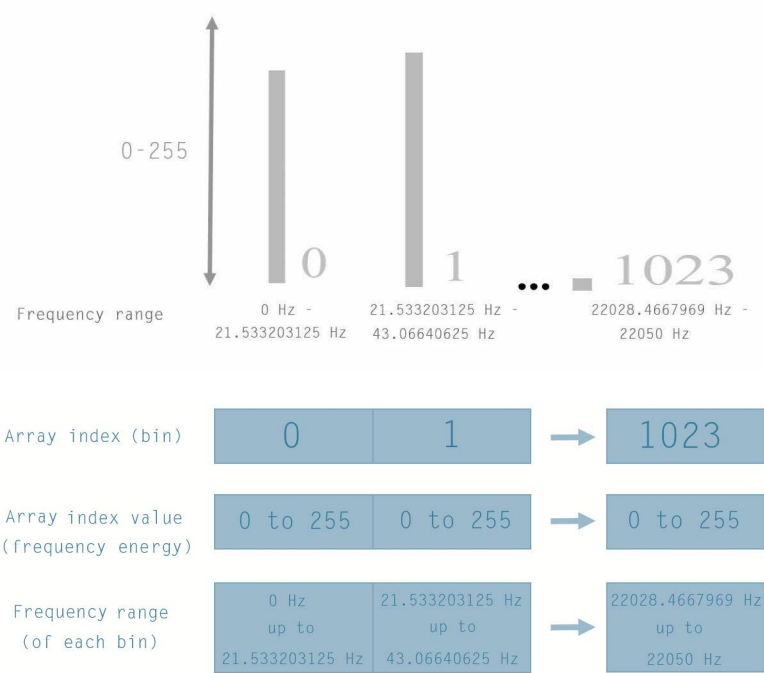 0-255
0
1
...
1023
Frequency range
0 Hz -
21.533203125 Hz
21.533203125 Hz -
43.06640625 Hz
22028.4667969 Hz -
22050 Hz
Array index (bin)
0
1
1023
Array index value
(frequency energy)
0 to 255
0 to 255
0 to 255
Frequency range
(of each bin)
0 Hz
up to
21.533203125 Hz
21.533203125 Hz
up to
43.06640625 Hz
22028.4667969 Hz
up to
22050 Hz